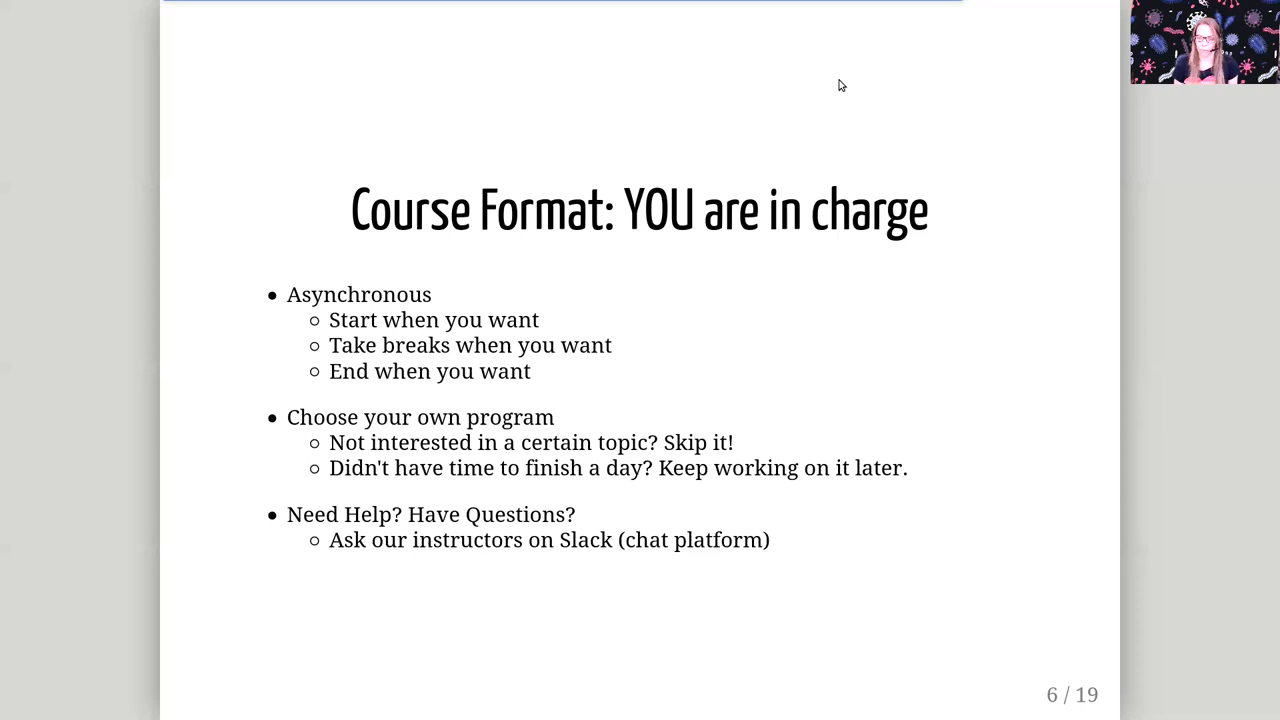 Course Format: YOU are in charge
Asynchronous
Start when you want
Take breaks when you want
End when you want
Choose your own program
Not interested in a certain topic? Skip it!
Didn't have time to finish a day? Keep working on it later.
Need Help? Have Questions?
Ask our instructors on Slack (chat platform)
6 / 19